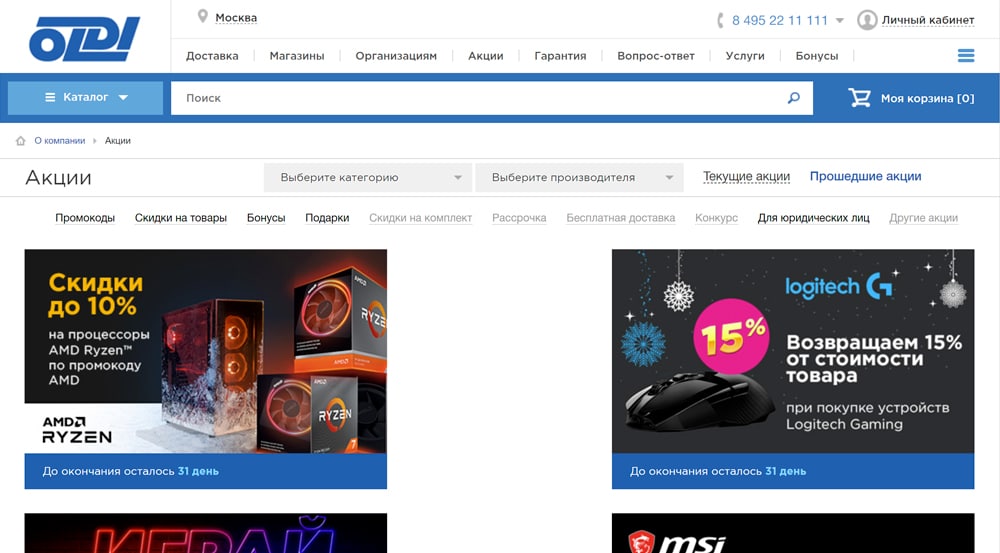 OLDI
Москва
8 495 22 11 111
Личный кабинет
Доставка
Магазины
Организациям
Акции
Гарантия
Вопрос-ответ
Услуги
Бонусы
Каталог
Поиск
Моя корзина [0]
О компании
Акции
Акции
Выберите категорию
Выберите производителя
Текущие акции
Прошедшие акции
Промокоды
Скидки на товары
Бонусы
Подарки
Скидки на комплект
Рассрочка
Бесплатная доставка
Конкурс
Для юридических лиц
Другие акции
Скидки
до 10%
на процессоры
AMD Ryzen™
по промокоду
AMD
AMD
RYZEN
AMD
RYZEN
AMD
RYZEN
7
До окончания осталось 31 день
logitech G
15%
Возвращаем 15%
от стоимости
товара
при покупке устройств
Logitech Gaming
До окончания осталось 31 день
ИГРАЙ
msi